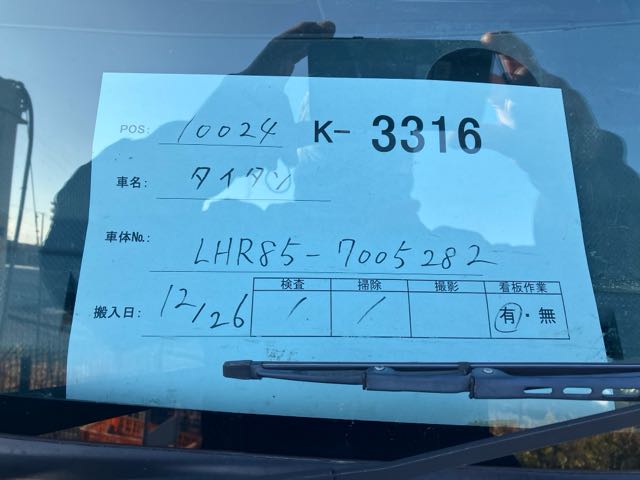 POS: 10024 K- 3316
車名: タイタン
車体No.: LHR85-7005282
検査 掃除 撮影 看板作業
搬入日: 12/26 / / 有・無